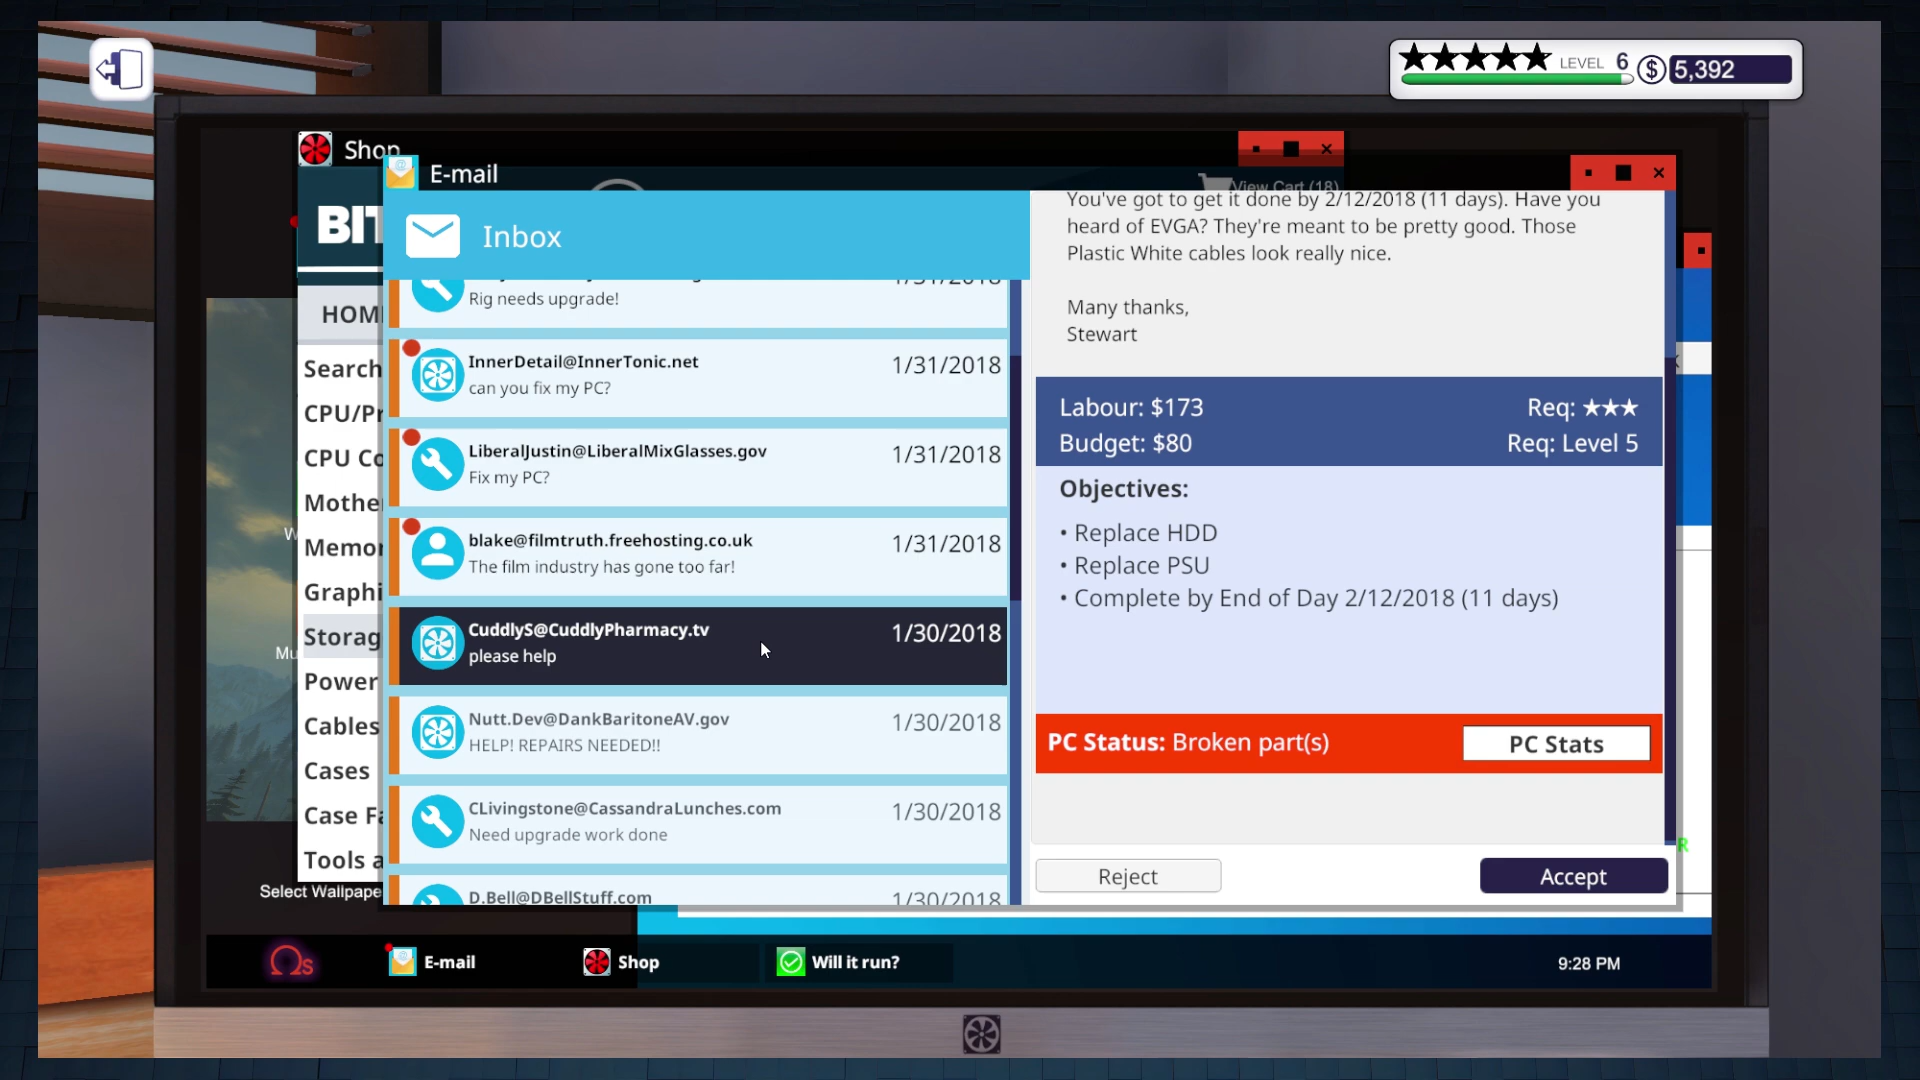 LEVEL 6 $ 5,392
Shop
E-mail
View Cart (18)
BIT
Inbox
HOM
Search
CPU/Pr
CPU Co
Mother
Memor
Graphi
Storag
Power
Cables
Cases
Case Fa
Tools a
Select Wallpape
Mu
1/31/2018
Rig needs upgrade!
InnerDetail@InnerTonic.net 1/31/2018
can you fix my PC?
LiberalJustin@LiberalMixGlasses.gov 1/31/2018
Fix my PC?
blake@filmtruth.freehosting.co.uk 1/31/2018
The film industry has gone too far!
CuddlyS@CuddlyPharmacy.tv 1/30/2018
please help
Nutt.Dev@DankBaritoneAV.gov 1/30/2018
HELP! REPAIRS NEEDED!!
CLivingstone@CassandraLunches.com 1/30/2018
Need upgrade work done
D.Bell@DBellStuff.com 1/30/2018
You've got to get it done by 2/12/2018 (11 days). Have you
heard of EVGA? They're meant to be pretty good. Those
Plastic White cables look really nice.
Many thanks,
Stewart
Labour: $173 Req: ★★★
Budget: $80 Req: Level 5
Objectives:
• Replace HDD
• Replace PSU
• Complete by End of Day 2/12/2018 (11 days)
PC Status: Broken part(s) PC Stats
Reject Accept
Ωs E-mail Shop Will it run? 9:28 PM